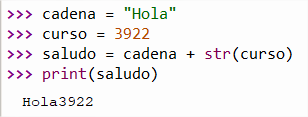 >>> cadena = "Hola"
>>> curso = 3922
>>> saludo = cadena + str(curso)
>>> print(saludo)
Hola3922